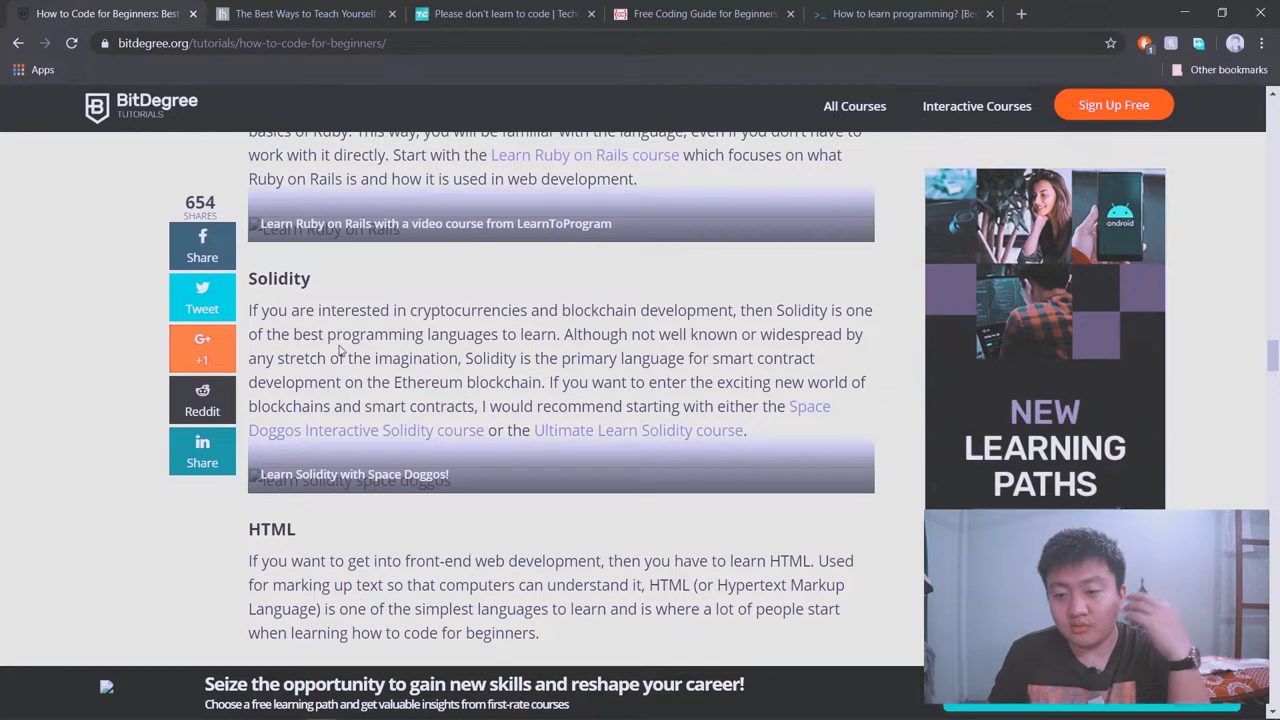 How to Code for Beginners: Best
The Best Ways to Teach Yourself
Please don't learn to code | Tech
Free Coding Guide for Beginners
How to learn programming? [Be
bitdegree.org/tutorials/how-to-code-for-beginners/
Apps
Other bookmarks
BitDegree
TUTORIALS
All Courses
Interactive Courses
Sign Up Free
basics of Ruby. This way, you will be familiar with the language, even if you don't have to
work with it directly. Start with the Learn Ruby on Rails course which focuses on what
Ruby on Rails is and how it is used in web development.
Learn Ruby on Rails with a video course from LearnToProgram
Learn Ruby on Rails
654
SHARES
Share
Tweet
G+
+1
Reddit
in
Share
Solidity
If you are interested in cryptocurrencies and blockchain development, then Solidity is one
of the best programming languages to learn. Although not well known or widespread by
any stretch of the imagination, Solidity is the primary language for smart contract
development on the Ethereum blockchain. If you want to enter the exciting new world of
blockchains and smart contracts, I would recommend starting with either the Space
Doggos Interactive Solidity course or the Ultimate Learn Solidity course.
Learn Solidity with Space Doggos!
learn solidity space doggos
HTML
If you want to get into front-end web development, then you have to learn HTML. Used
for marking up text so that computers can understand it, HTML (or Hypertext Markup
Language) is one of the simplest languages to learn and is where a lot of people start
when learning how to code for beginners.
android
NEW
LEARNING
PATHS
Seize the opportunity to gain new skills and reshape your career!
Choose a free learning path and get valuable insights from first-rate courses